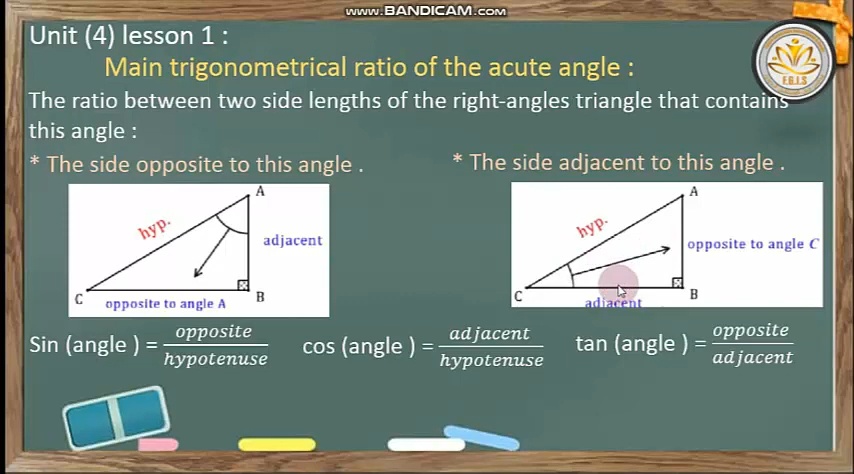 www.BANDICAM.com
Unit (4) lesson 1 :
Main trigonometrical ratio of the acute angle :
The ratio between two side lengths of the right-angles triangle that contains
this angle :
* The side opposite to this angle .
* The side adjacent to this angle .
A
hyp.
adjacent
C
opposite to angle A
B
A
hyp.
opposite to angle C
C
adjacent
B
Sin (angle ) = opposite/hypotenuse
cos (angle ) = adjacent/hypotenuse
tan (angle ) = opposite/adjacent
F.G.I.S